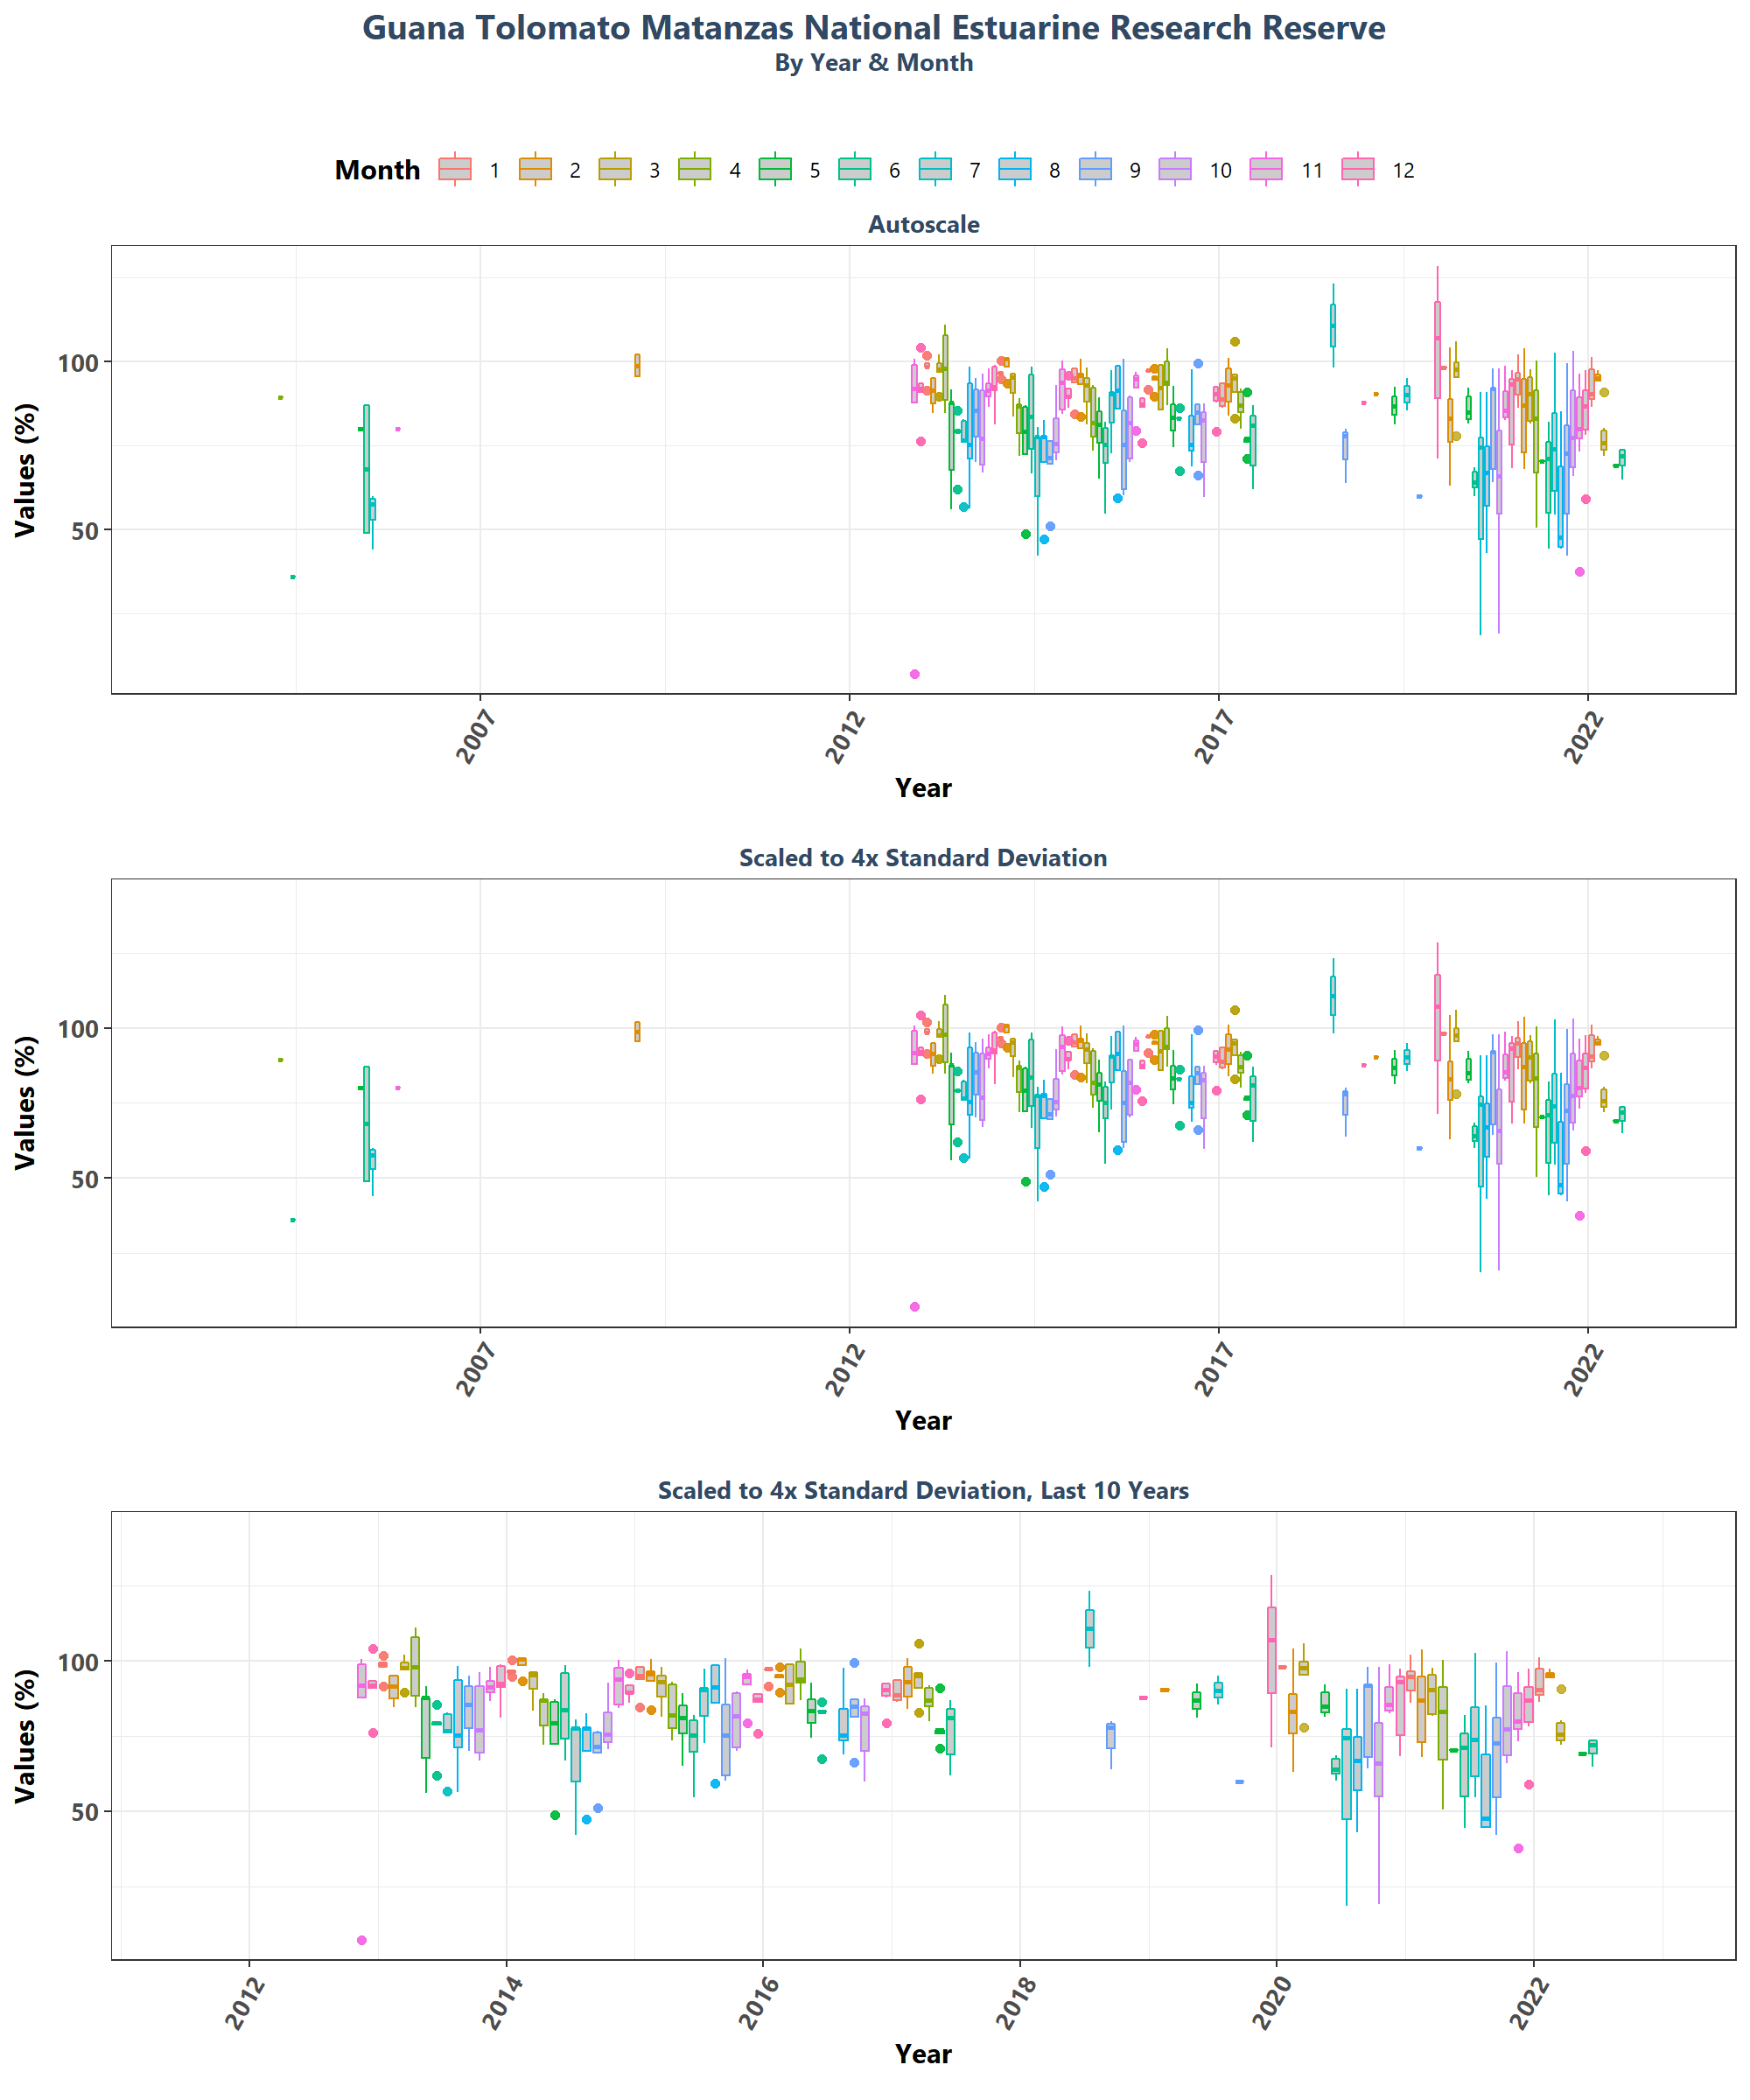 Guana Tolomato Matanzas National Estuarine Research Reserve
By Year & Month
Month 1 2 3 4 5 6 7 8 9 10 11 12
Autoscale
Values (%)
100
50
2007 2012 2017 2022
Year
Scaled to 4x Standard Deviation
Values (%)
100
50
2007 2012 2017 2022
Year
Scaled to 4x Standard Deviation, Last 10 Years
Values (%)
100
50
2012 2014 2016 2018 2020 2022
Year